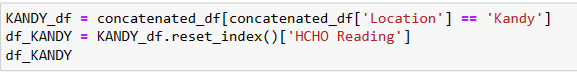 KANDY_df = concatenated_df[concatenated_df['Location'] == 'Kandy']
df_KANDY = KANDY_df.reset_index()['HCHO Reading']
df_KANDY